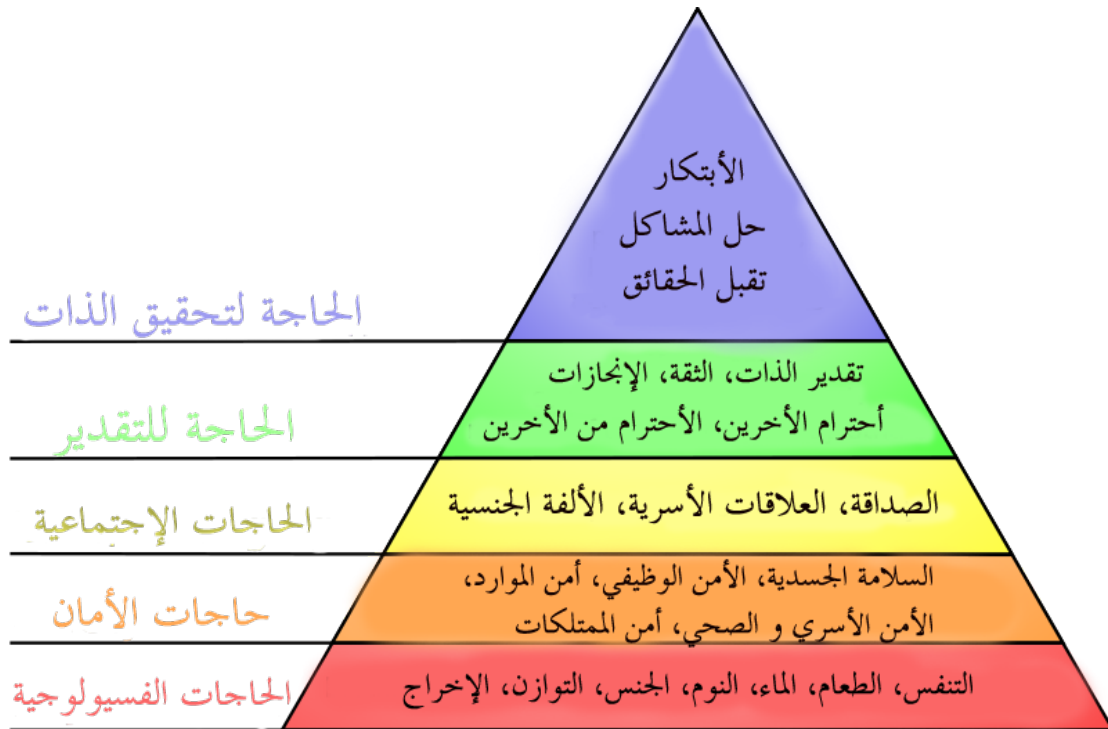 الأبتكار
حل المشاكل
تقبل الحقائق
الحاجة لتحقيق الذات
تقدير الذات، الثقة، الإنجازات
أحترام الأخرين، الأحترام من الأخرين
الحاجة للتقدير
الصداقة، العلاقات الأسرية، الألفة الجنسية
الحاجات الإجتماعية
السلامة الجسدية، الأمن الوظيفي، أمن الموارد،
الأمن الأسري و الصحي، أمن الممتلكات
حاجات الأمان
التنفس، الطعام، الماء، النوم، الجنس، التوازن، الإخراج
الحاجات الفسيولوجية